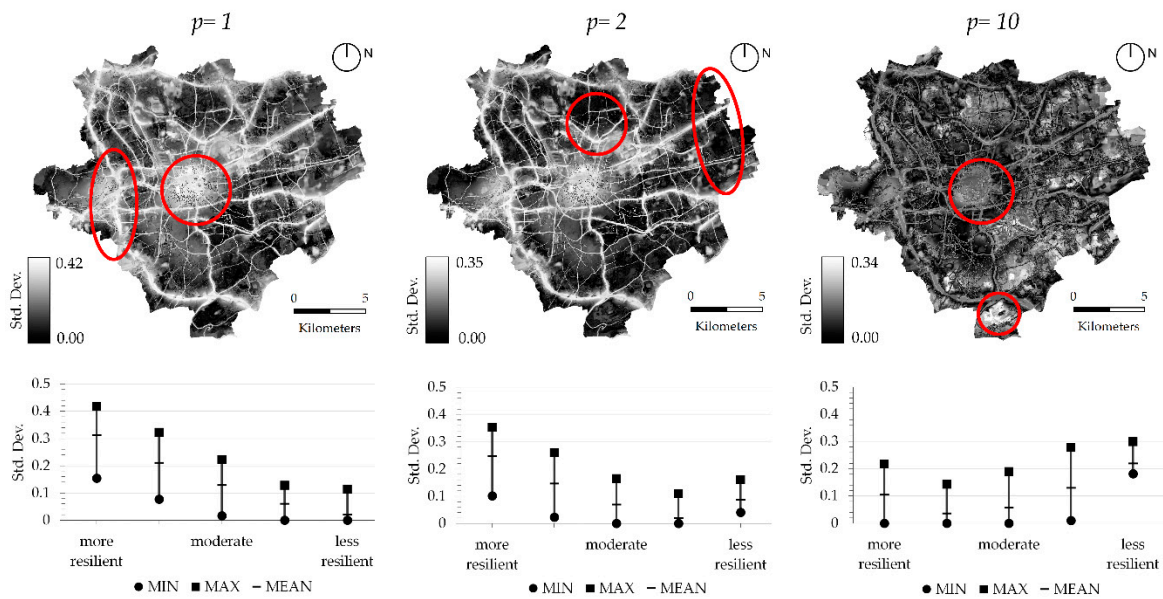 p= 1
N
0.42
Std. Dev.
0.00
0 5
Kilometers
p= 2
N
0.35
Std. Dev.
0.00
0 5
Kilometers
p= 10
N
0.34
Std. Dev.
0.00
0 5
Kilometers
0.5
0.4
0.3
0.2
0.1
0
Std. Dev.
more
resilient
moderate
less
resilient
MIN MAX MEAN
0.5
0.4
0.3
0.2
0.1
0
Std. Dev.
more
resilient
moderate
less
resilient
MIN MAX MEAN
0.5
0.4
0.3
0.2
0.1
0
Std. Dev.
more
resilient
moderate
less
resilient
MIN MAX MEAN